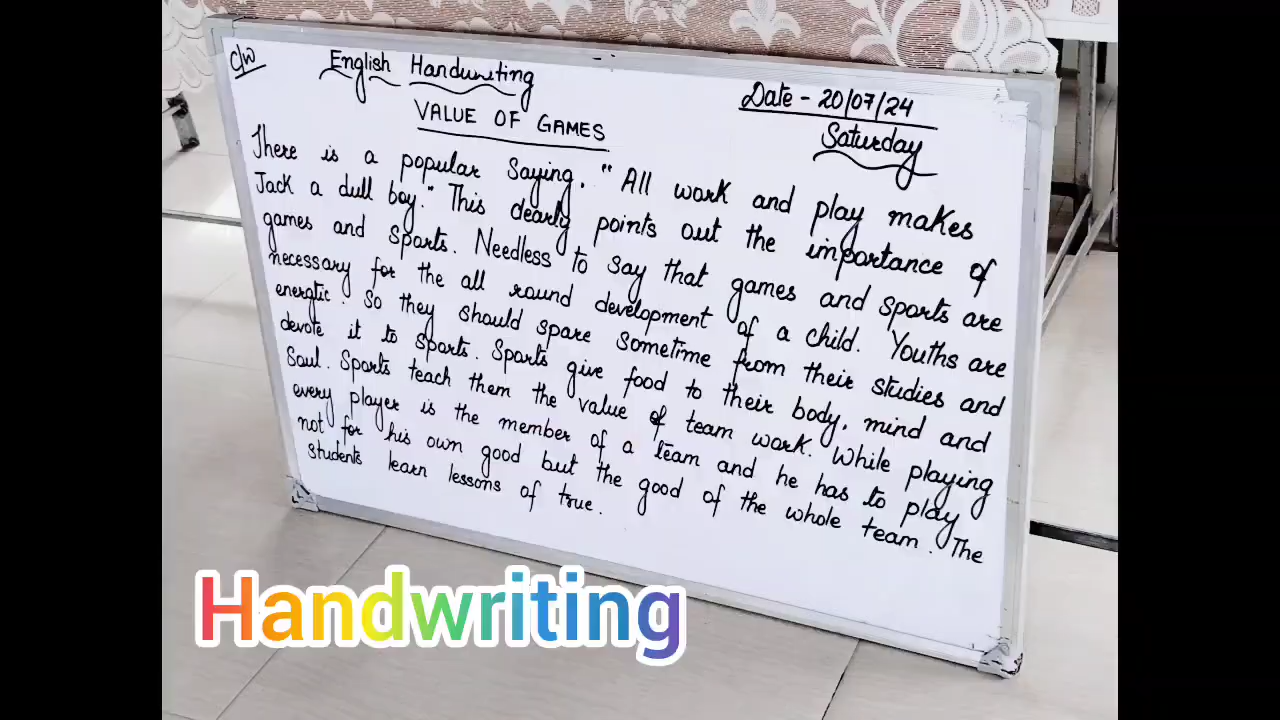 C/W
English Handwriting
Date - 20/07/24
VALUE OF GAMES
Saturday
There is a popular Saying, "All work and play makes
Jack a dull boy." This clearly points out the importance of
games and sports. Needless to say that games and sports are
necessary for the all round development of a child. Youths are
energtic. So they should spare sometime from their studies and
devote it to sports. Sports give food to their body, mind and
Soul. Sports teach them the value of team work. While playing
every player is the member of a team and he has to play
not for his own good but the good of the whole team. The
students learn lessons of true.
Handwriting